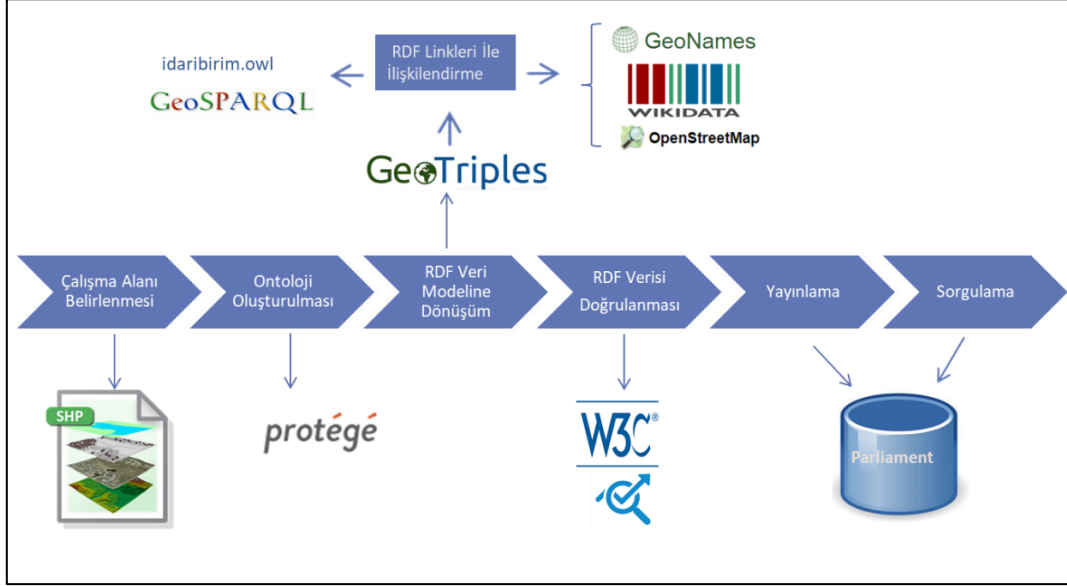 RDF Linkleri İle
İlişkilendirme
idaribirim.owl
GeoSPARQL
GeoNames
WIKIDATA
OpenStreetMap
GeoTriples
Çalışma Alanı
Belirlenmesi
Ontoloji
Oluşturulması
RDF Veri
Modeline
Dönüşüm
RDF Verisi
Doğrulanması
Yayınlama
Sorgulama
SHP
protégé
W3C®
Parliament